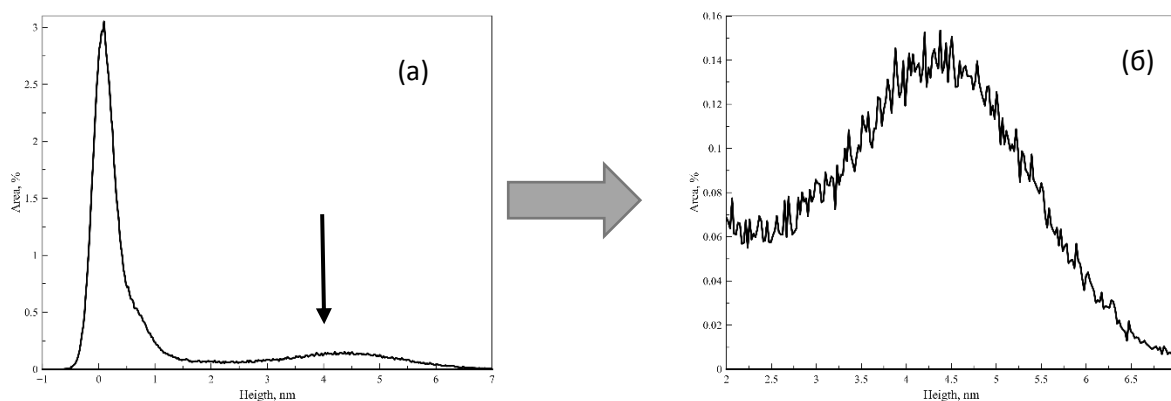 (а)
3
2.5
2
1.5
1
0.5
0
Area, %
−1 0 1 2 3 4 5 6 7
Heigth, nm
(б)
0.16
0.14
0.12
0.1
0.08
0.06
0.04
0.02
0
Area, %
2 2.5 3 3.5 4 4.5 5 5.5 6 6.5
Heigth, nm